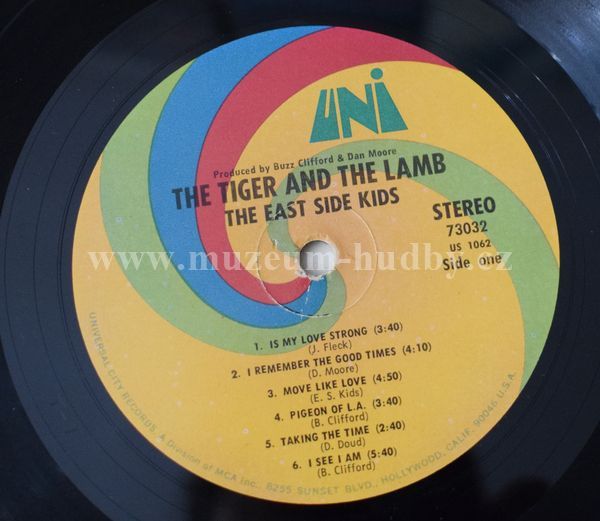 UNI
Produced by Buzz Clifford & Dan Moore
THE TIGER AND THE LAMB
THE EAST SIDE KIDS
STEREO
73032
US 1062
Side one
www.muzeum-hudby.cz
1. IS MY LOVE STRONG (3:40)
(J. Fleck)
2. I REMEMBER THE GOOD TIMES (4:10)
(D. Moore)
3. MOVE LIKE LOVE (4:50)
(E. S. Kids)
4. PIGEON OF L.A. (3:40)
(B. Clifford)
5. TAKING THE TIME (2:40)
(D. Doud)
6. I SEE I AM (5:40)
(B. Clifford)
UNIVERSAL CITY RECORDS, A Division of MCA Inc., 8255 SUNSET BLVD., HOLLYWOOD, CALIF. 90046 U.S.A.